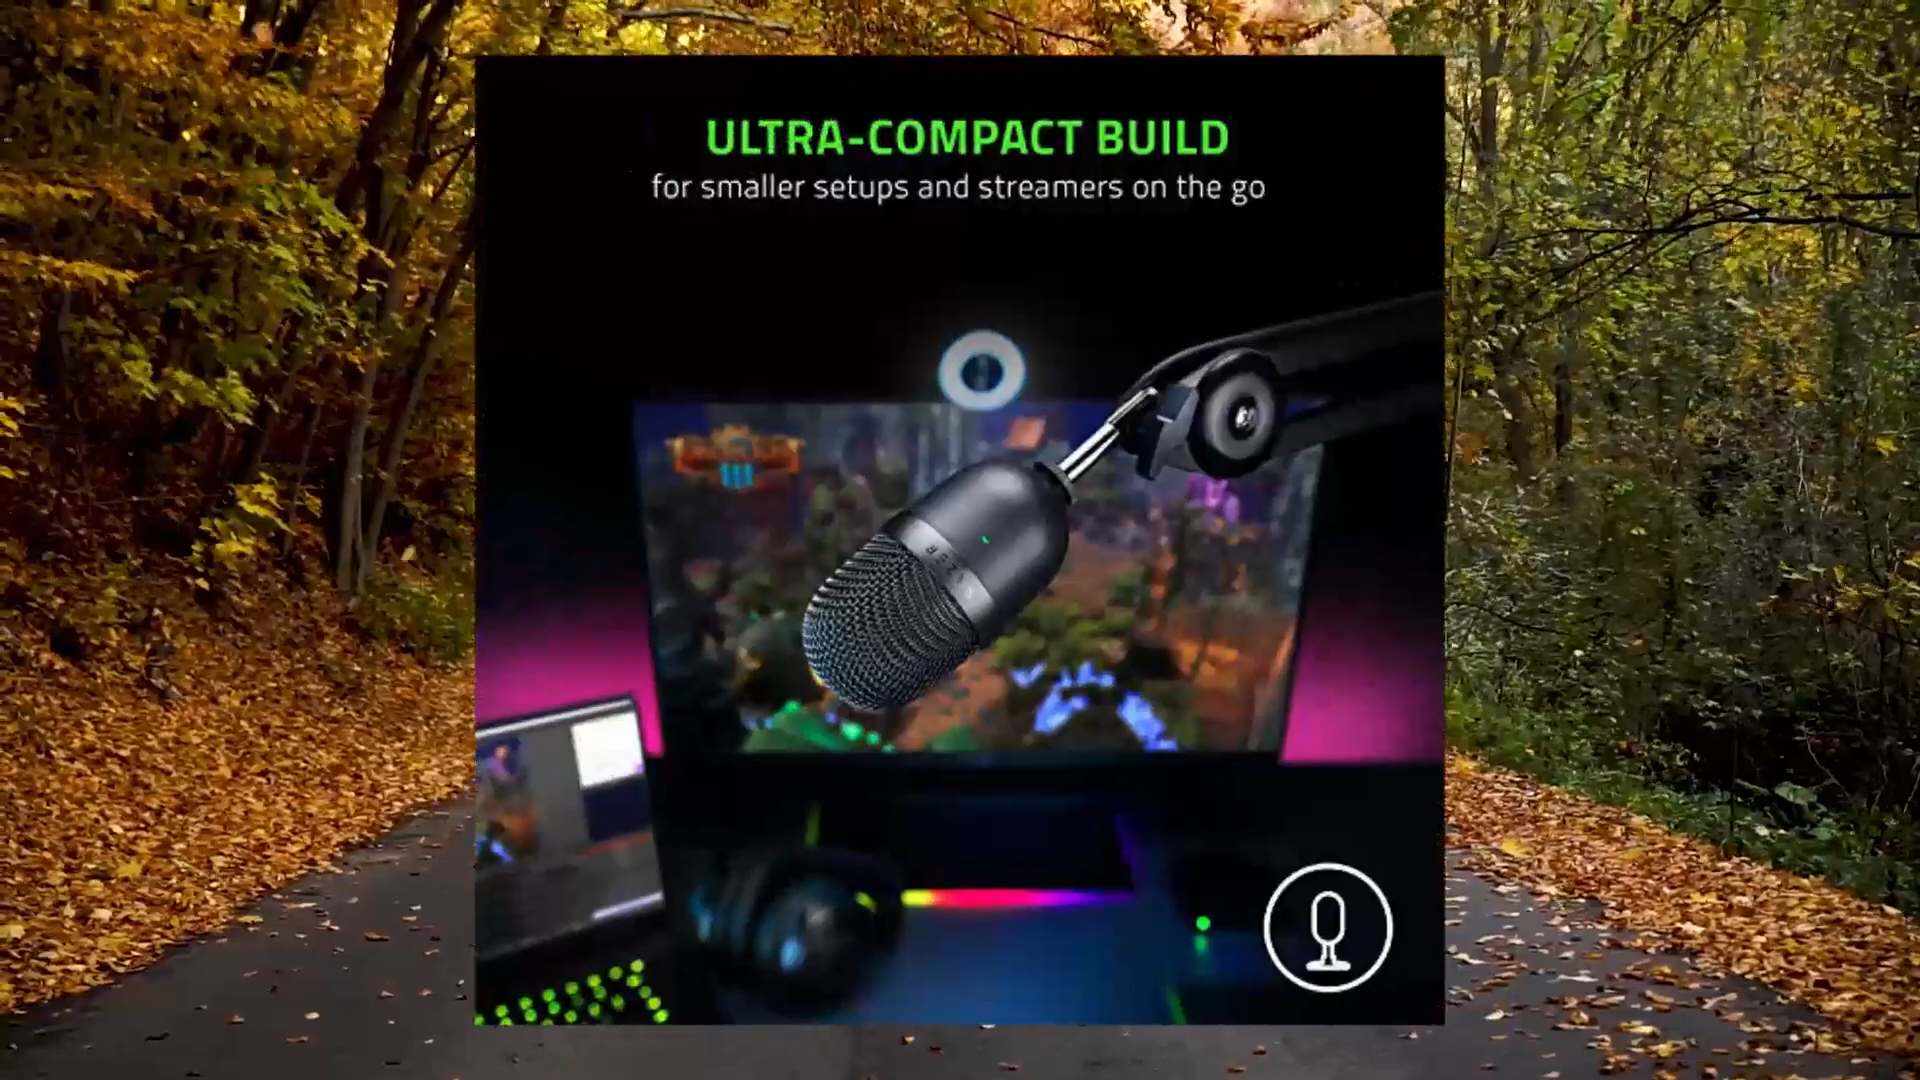 ULTRA-COMPACT BUILD
for smaller setups and streamers on the go